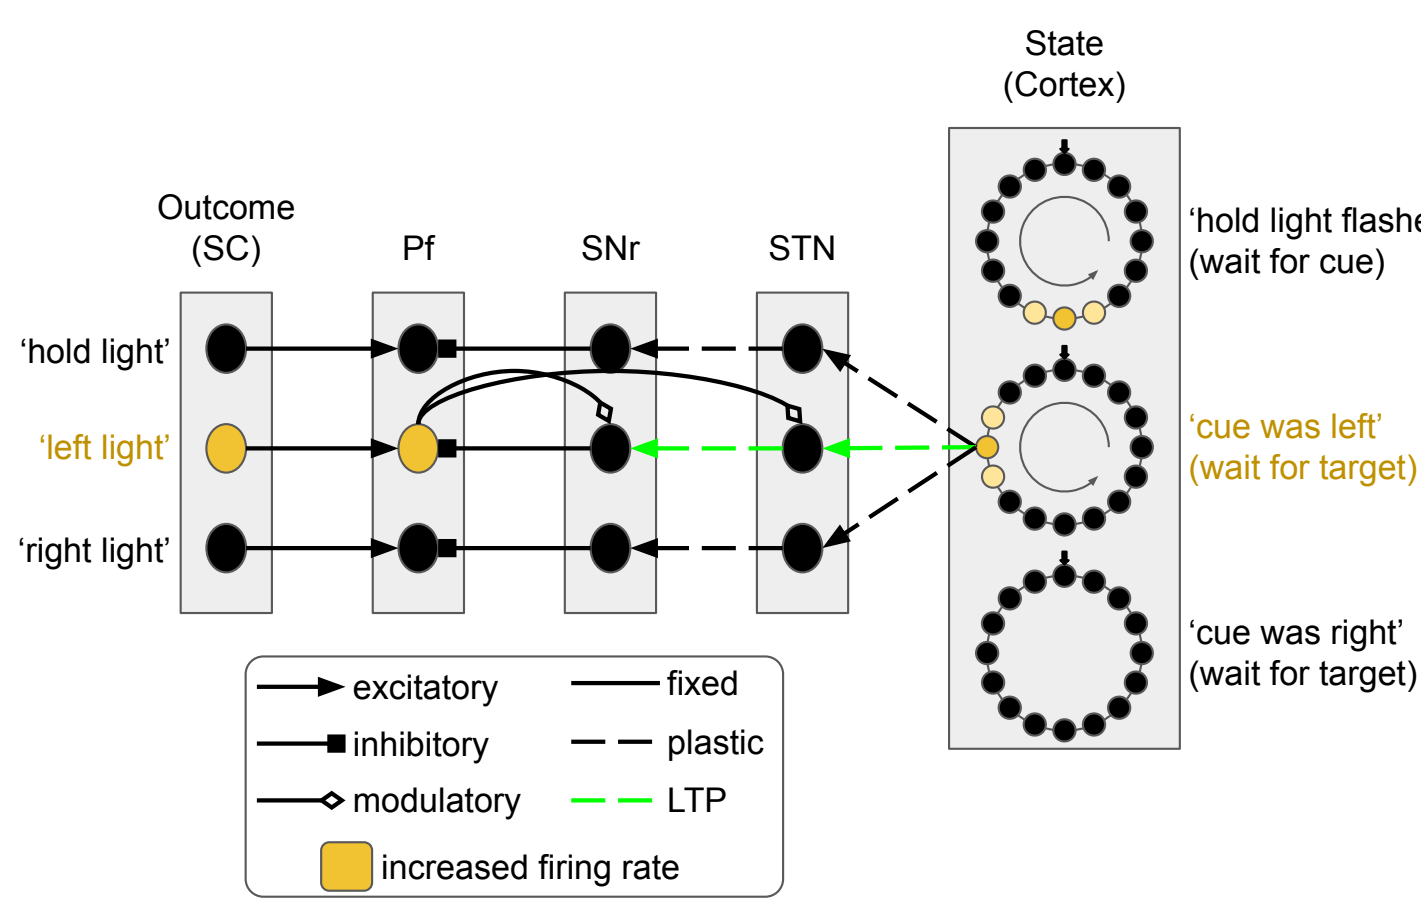 State
(Cortex)
Outcome
(SC)
Pf
SNr
STN
'hold light'
'left light'
'right light'
‘hold light flashe
(wait for cue)
‘cue was left’
(wait for target)
‘cue was right’
(wait for target)
excitatory
fixed
inhibitory
plastic
modulatory
LTP
increased firing rate